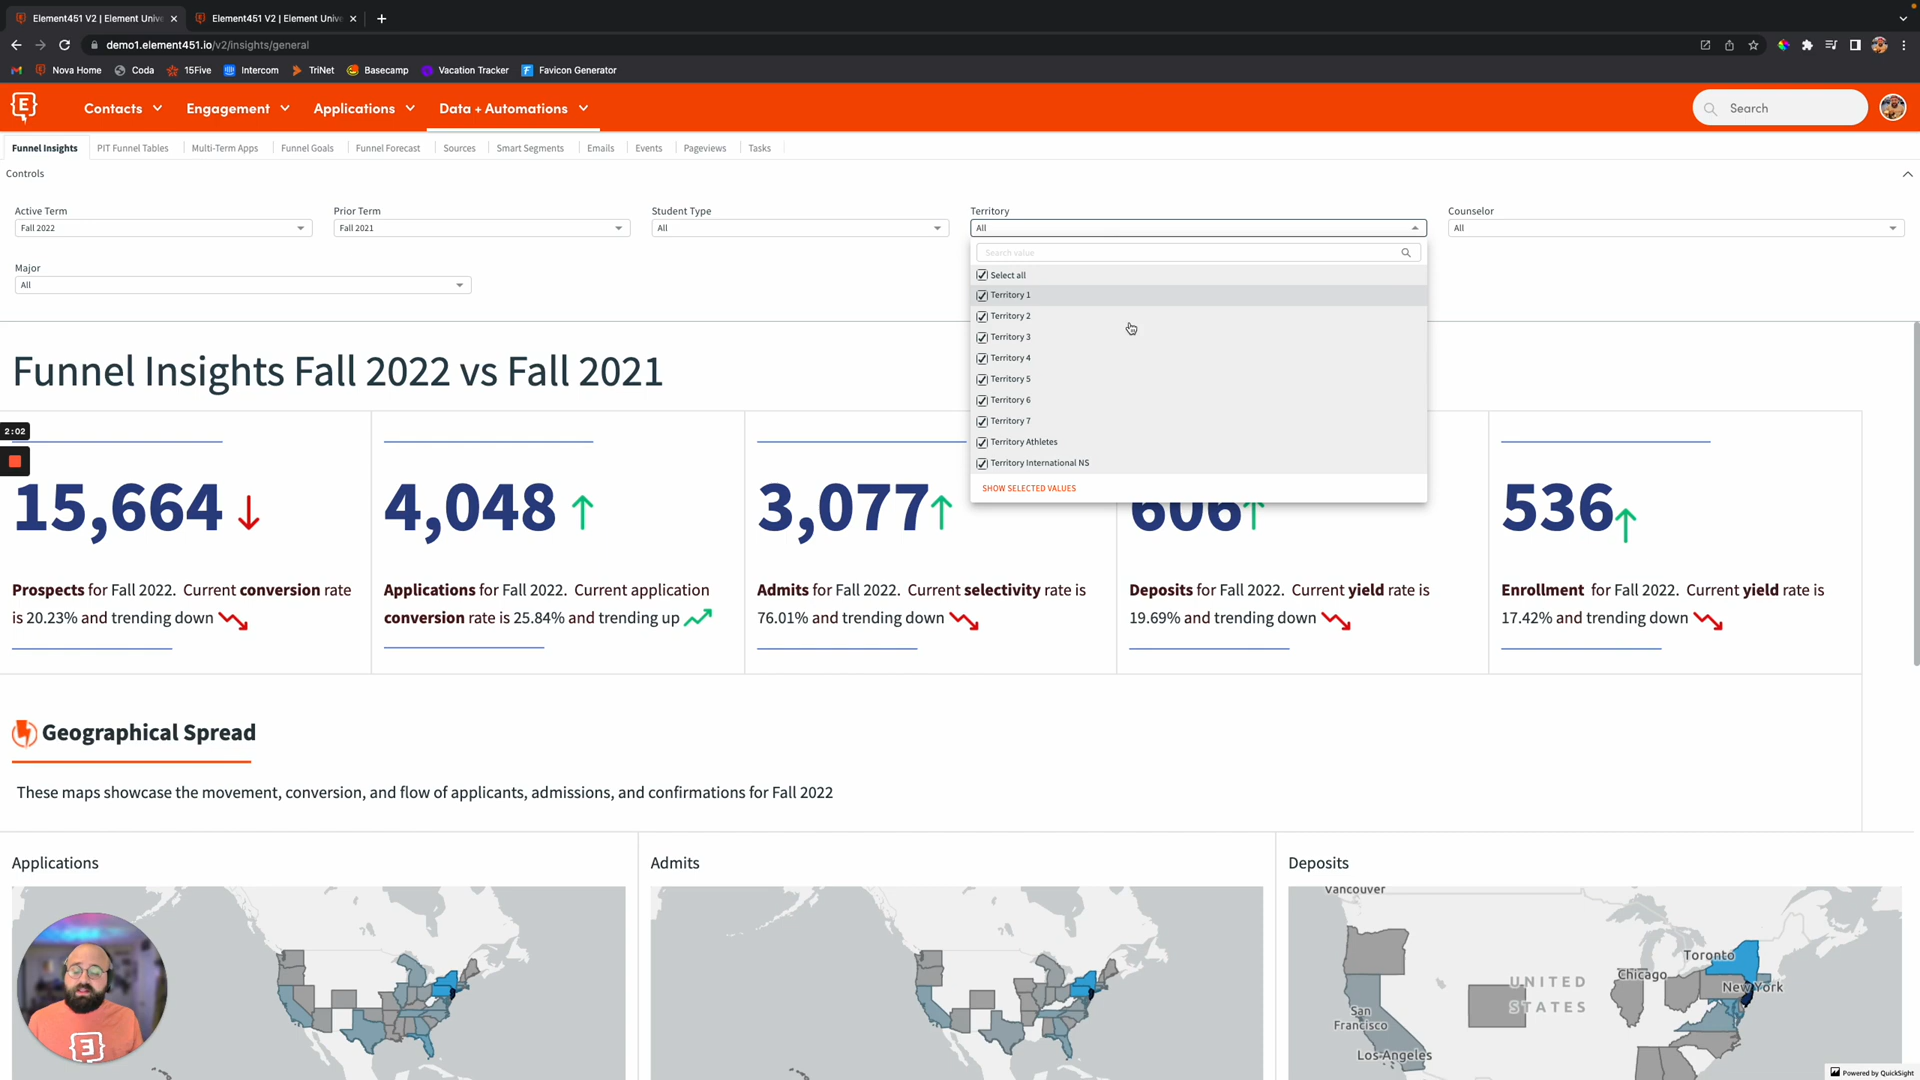 Element451 V2 | Element Unive
Element451 V2 | Element Unive
demo1.element451.io/v2/insights/general
Nova Home
Coda
15Five
Intercom
TriNet
Basecamp
Vacation Tracker
Favicon Generator
Contacts
Engagement
Applications
Data + Automations
Search
Funnel Insights
PIT Funnel Tables
Multi-Term Apps
Funnel Goals
Funnel Forecast
Sources
Smart Segments
Emails
Events
Pageviews
Tasks
Controls
Active Term
Fall 2022
Prior Term
Fall 2021
Student Type
All
Territory
All
Counselor
All
Search value
Select all
Territory 1
Territory 2
Territory 3
Territory 4
Territory 5
Territory 6
Territory 7
Territory Athletes
Territory International NS
SHOW SELECTED VALUES
Major
All
Funnel Insights Fall 2022 vs Fall 2021
2:02
15,664
Prospects for Fall 2022. Current conversion rate
is 20.23% and trending down
4,048
Applications for Fall 2022. Current application
conversion rate is 25.84% and trending up
3,077
Admits for Fall 2022. Current selectivity rate is
76.01% and trending down
606
Deposits for Fall 2022. Current yield rate is
19.69% and trending down
536
Enrollment for Fall 2022. Current yield rate is
17.42% and trending down
Geographical Spread
These maps showcase the movement, conversion, and flow of applicants, admissions, and confirmations for Fall 2022
Applications
Admits
Deposits
Vancouver
Toronto
Chicago
New York
UNITED
STATES
San
Francisco
Los Angeles
Powered by QuickSight